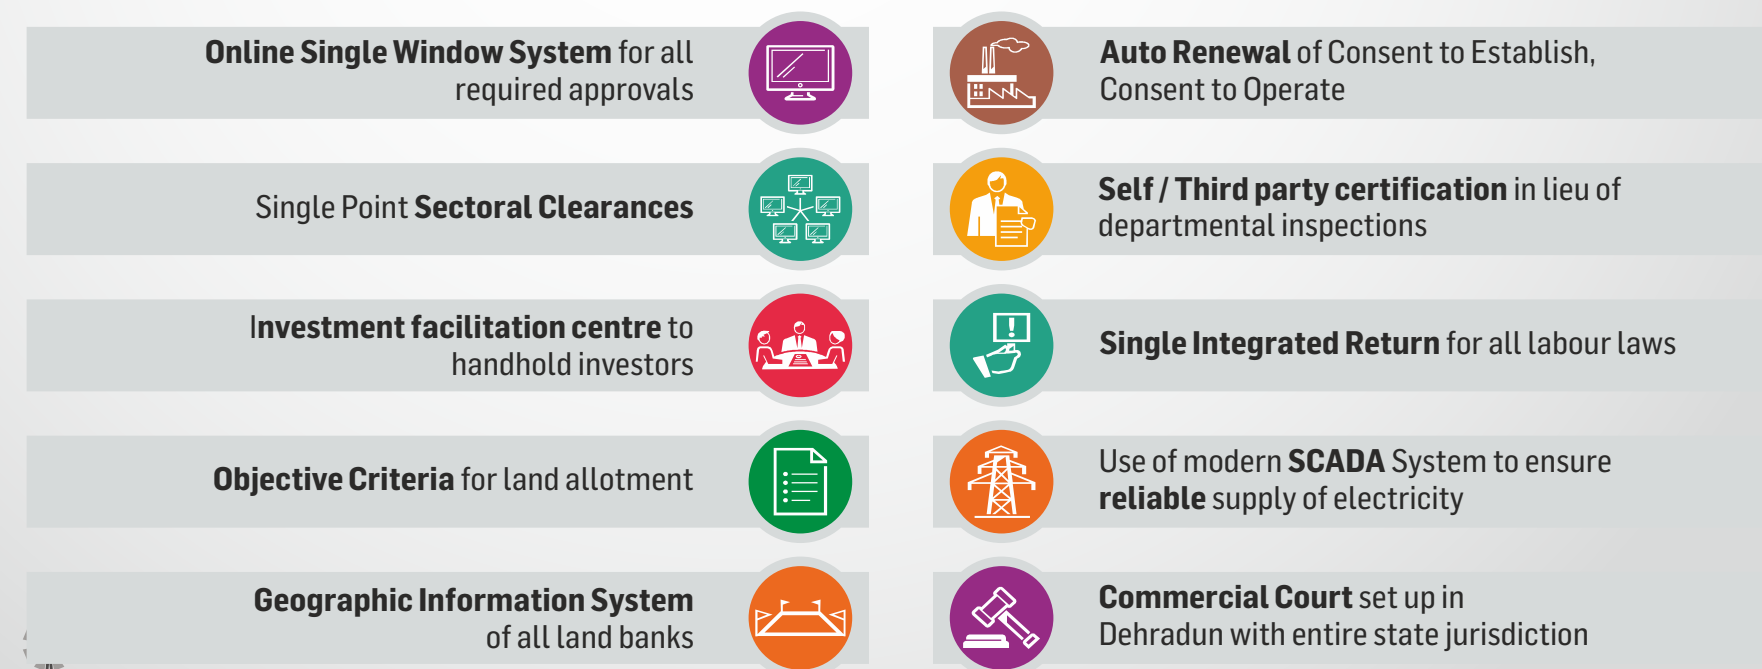 Online Single Window System for all
required approvals
Single Point Sectoral Clearances
Investment facilitation centre to
handhold investors
Objective Criteria for land allotment
Geographic Information System
of all land banks
Auto Renewal of Consent to Establish,
Consent to Operate
Self / Third party certification in lieu of
departmental inspections
Single Integrated Return for all labour laws
Use of modern SCADA System to ensure
reliable supply of electricity
Commercial Court set up in
Dehradun with entire state jurisdiction